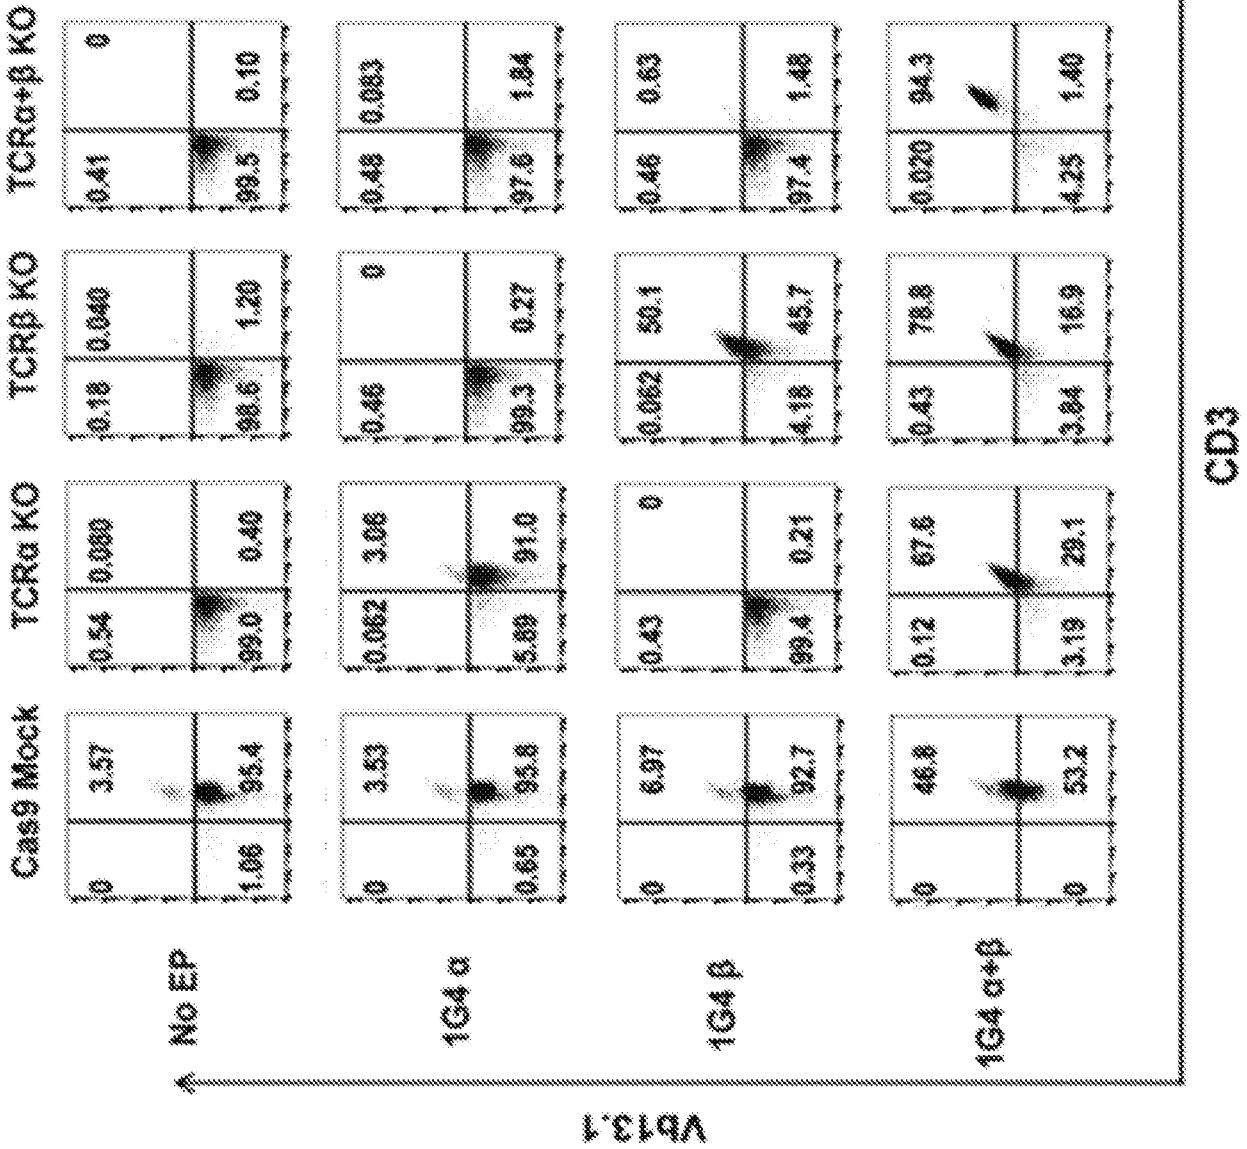 Cas9 Mock TCRα KO TCRβ KO TCRα+β KO
0 3.57 0.54 0.080 0.18 0.040 0.41 0
No EP
1.06 95.4 99.0 0.40 98.6 1.20 99.5 0.10
0 3.53 0.062 3.06 0.46 0 0.48 0.083
1G4 α
0.65 95.8 5.89 91.0 99.3 0.27 97.6 1.84
0 6.97 0.43 0 0.062 50.1 0.46 0.63
1G4 β
0.33 92.7 99.4 0.21 4.18 45.7 97.4 1.48
0 46.8 0.12 67.6 0.43 78.8 0.020 94.3
1G4 α+β
0 53.2 3.19 29.1 3.84 16.9 4.25 1.40
Vb13.1
CD3